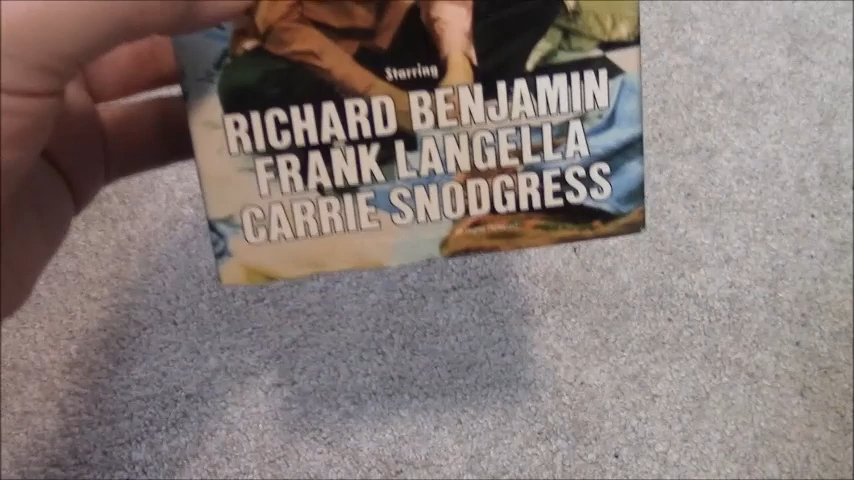 Starring
RICHARD BENJAMIN
FRANK LANGELLA
CARRIE SNODGRESS